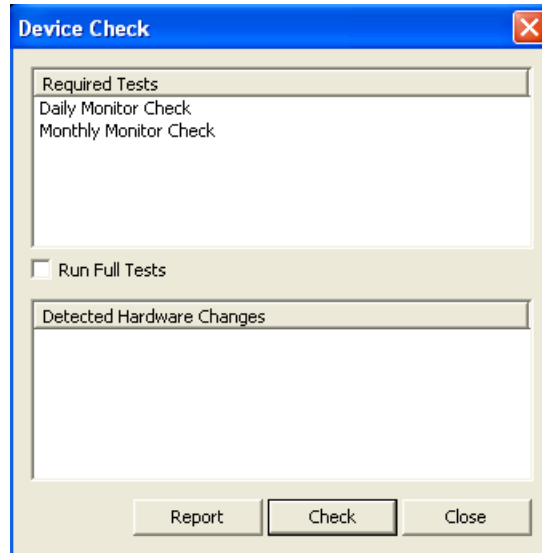 Device Check
Required Tests
Daily Monitor Check
Monthly Monitor Check
Run Full Tests
Detected Hardware Changes
Report Check Close